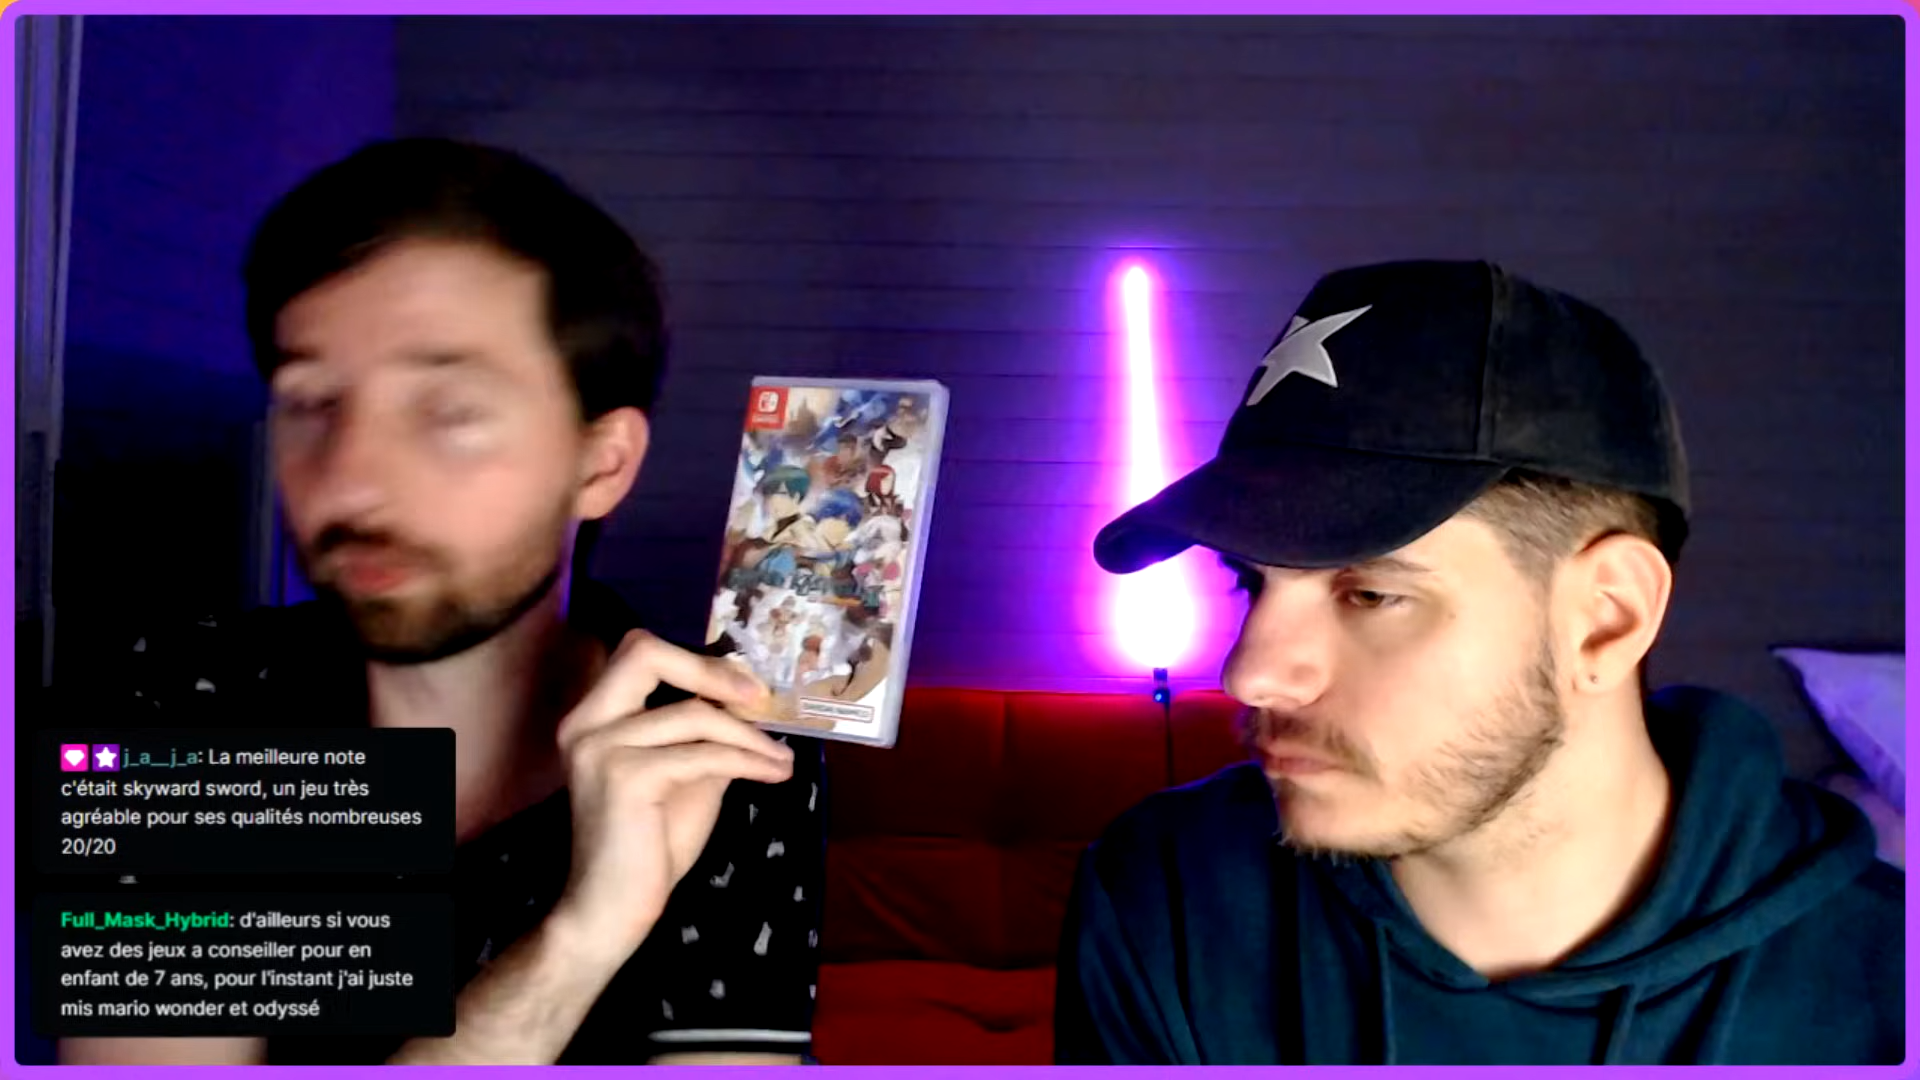 j_a__j_a: La meilleure note
c'était skyward sword, un jeu très
agréable pour ses qualités nombreuses
20/20
Full_Mask_Hybrid: d'ailleurs si vous
avez des jeux a conseiller pour en
enfant de 7 ans, pour l'instant j'ai juste
mis mario wonder et odyssé
BANDAI NAMCO